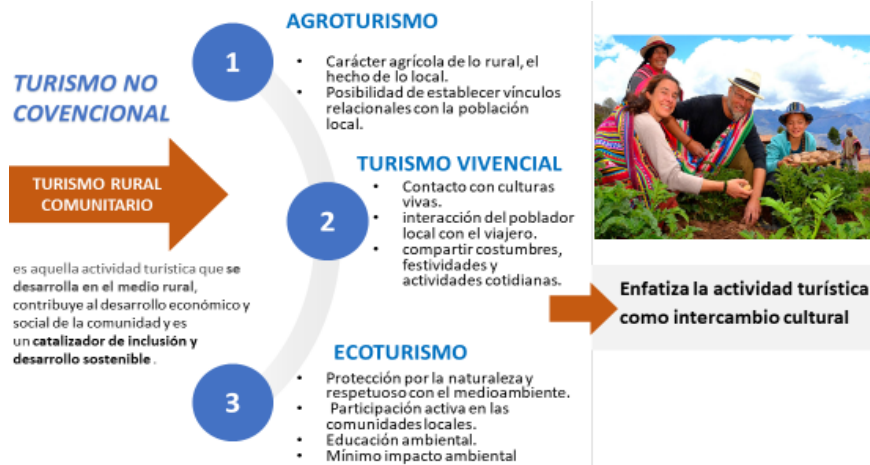 TURISMO NO
COVENCIONAL
TURISMO RURAL
COMUNITARIO
es aquella actividad turística que se
desarrolla en el medio rural,
contribuye al desarrollo económico y
social de la comunidad y es
un catalizador de inclusión y
desarrollo sostenible .
1
AGROTURISMO
• Carácter agrícola de lo rural, el
hecho de lo local.
• Posibilidad de establecer vínculos
relacionales con la población
local.
2
TURISMO VIVENCIAL
• Contacto con culturas
vivas.
• interacción del poblador
local con el viajero.
• compartir costumbres,
festividades y
actividades cotidianas.
3
ECOTURISMO
• Protección por la naturaleza y
respetuoso con el medioambiente.
• Participación activa en las
comunidades locales.
• Educación ambiental.
• Mínimo impacto ambiental
Enfatiza la actividad turística
como intercambio cultural